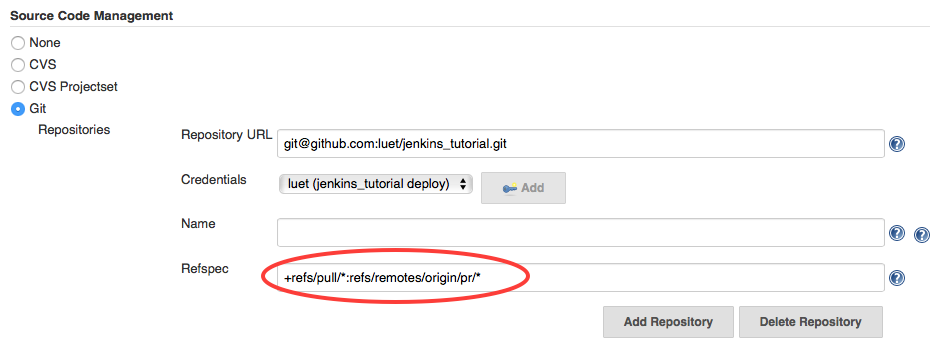 Source Code Management
None
CVS
CVS Projectset
Git
Repositories
Repository URL git@github.com:luet/jenkins_tutorial.git ?
Credentials luet (jenkins_tutorial deploy) Add
Name ? ?
Refspec +refs/pull/*:refs/remotes/origin/pr/* ?
Add Repository Delete Repository